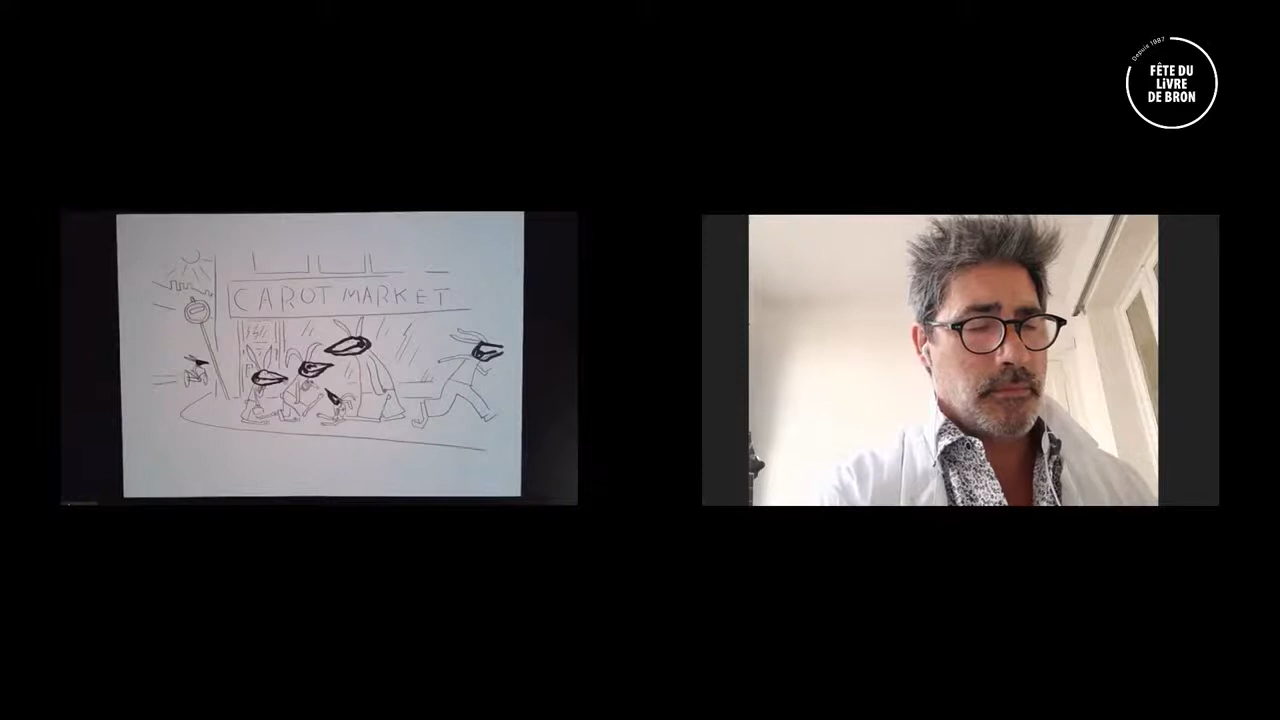 Depuis 1987
FÊTE DU
LiVRE
DE BRON
CAROT MARKET